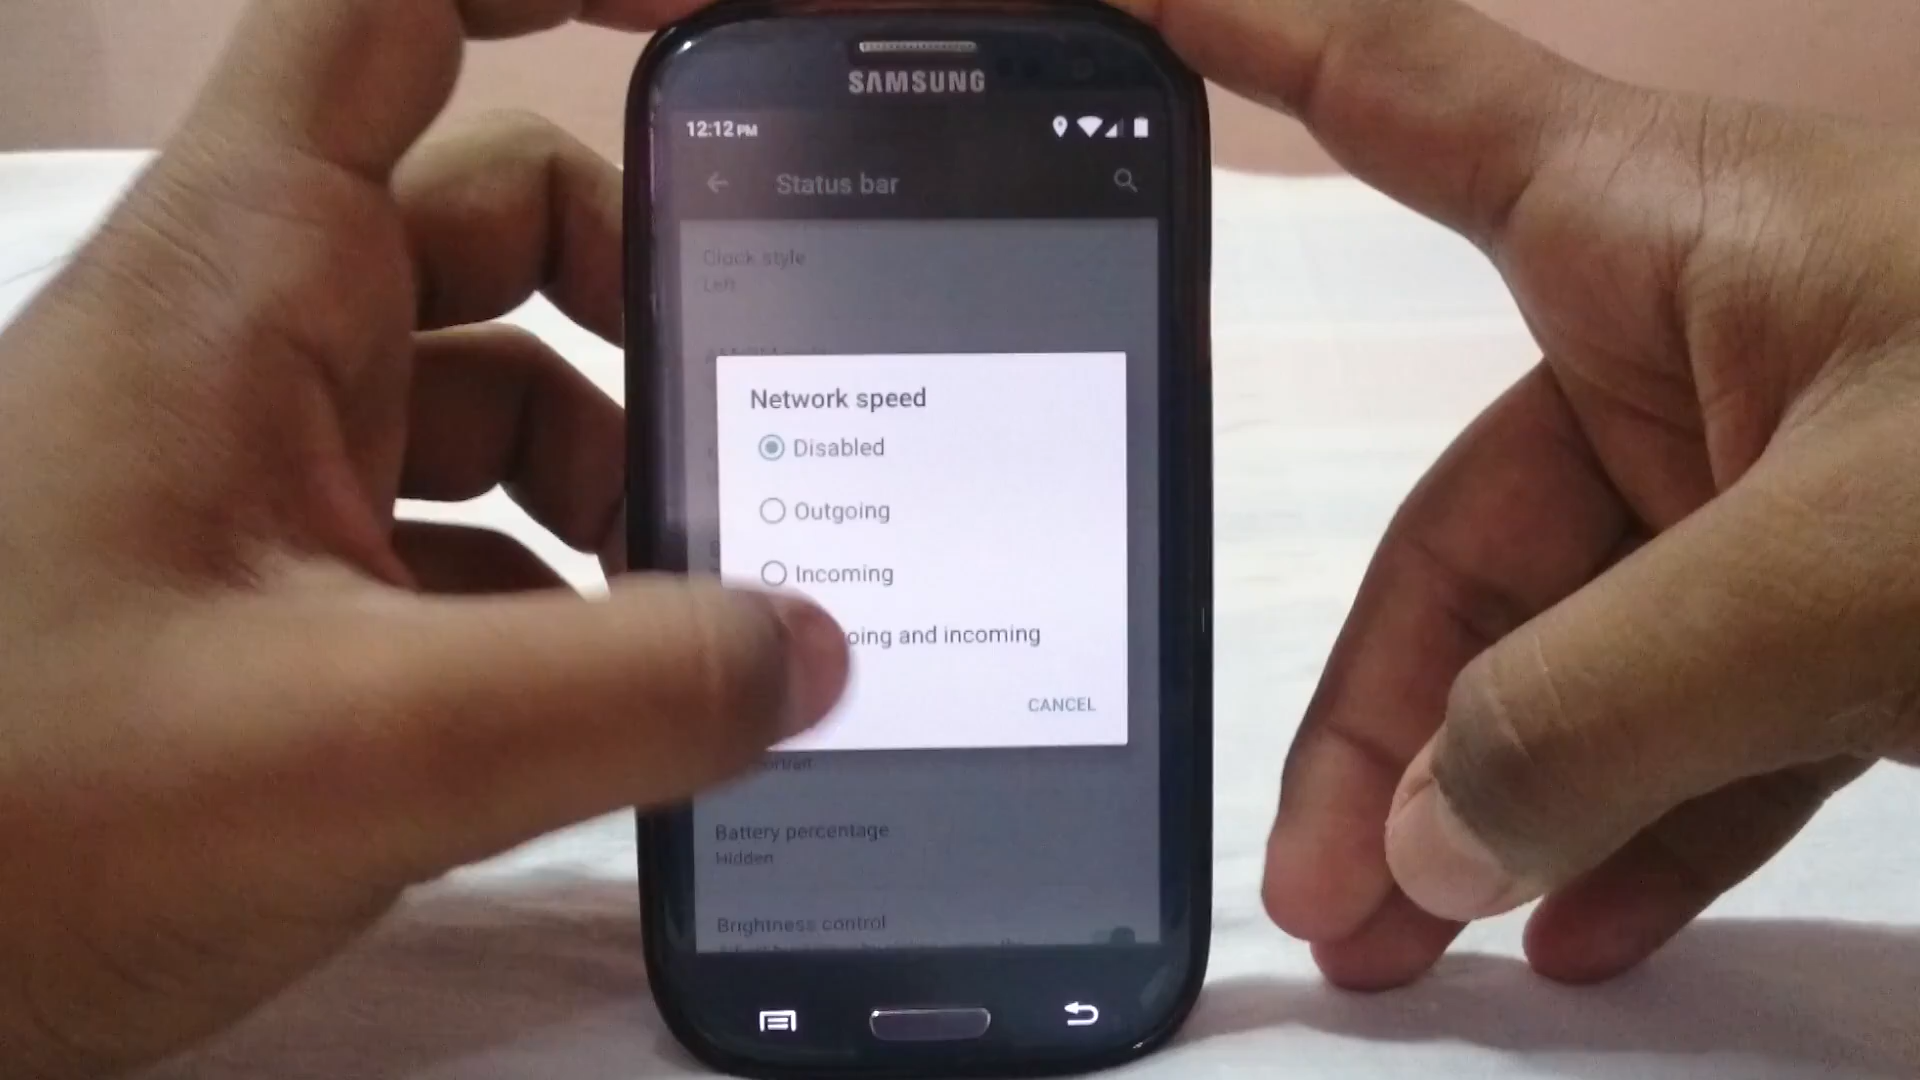 SAMSUNG
12:12 PM
Status bar
Clock style
Left
Network speed
Disabled
Outgoing
Incoming
oing and incoming
CANCEL
Battery percentage
Hidden
Brightness control